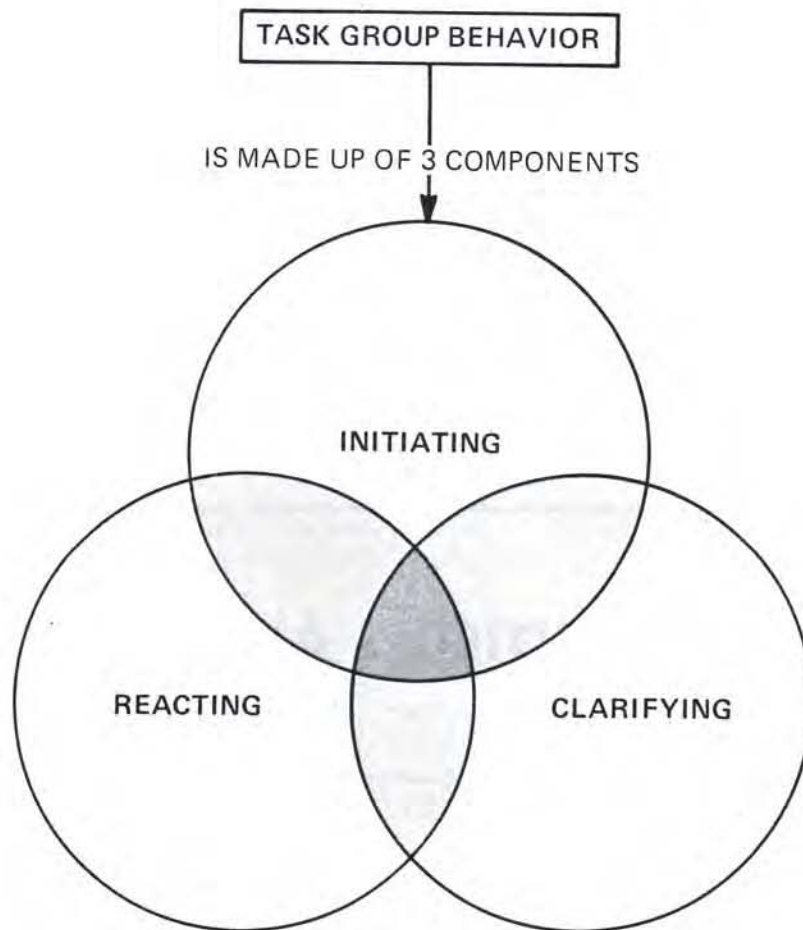 TASK GROUP BEHAVIOR
IS MADE UP OF 3 COMPONENTS
INITIATING
REACTING
CLARIFYING